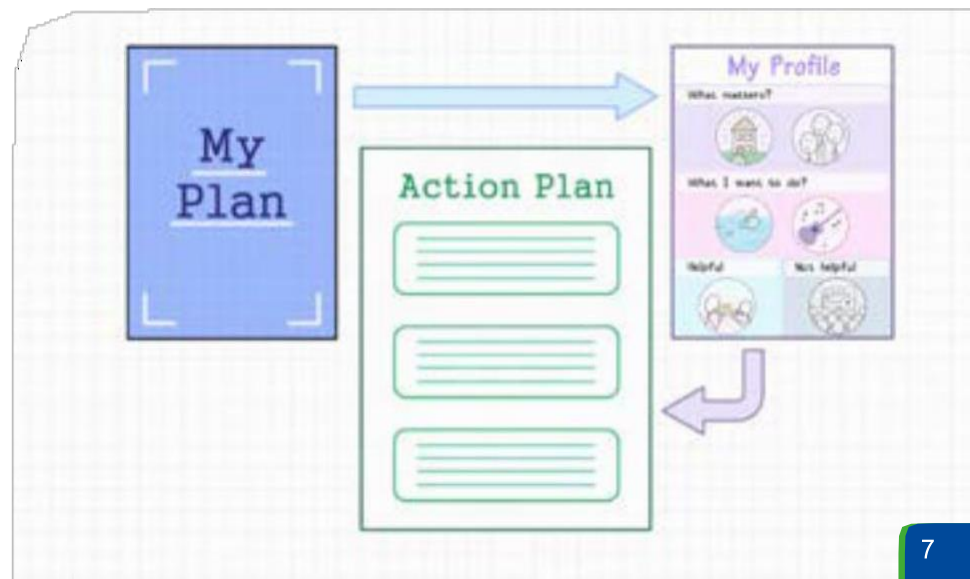 My
Plan
My Profile
What matters?
What I want to do?
Helpful
Not helpful
Action Plan
7